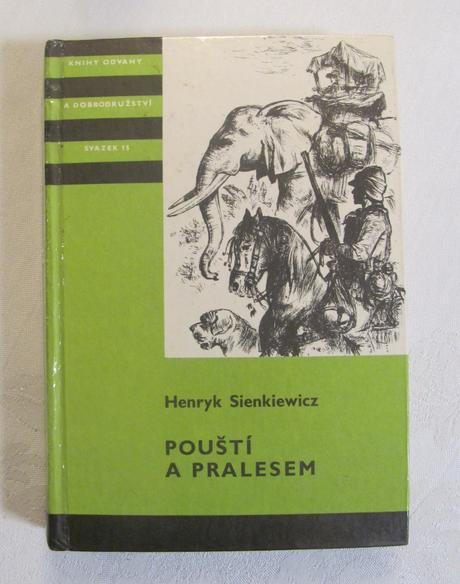 KNIHY ODVAHY
A DOBRODRUŽSTVÍ
SVAZEK 15
Henryk Sienkiewicz
POUŠTÍ
A PRALESEM